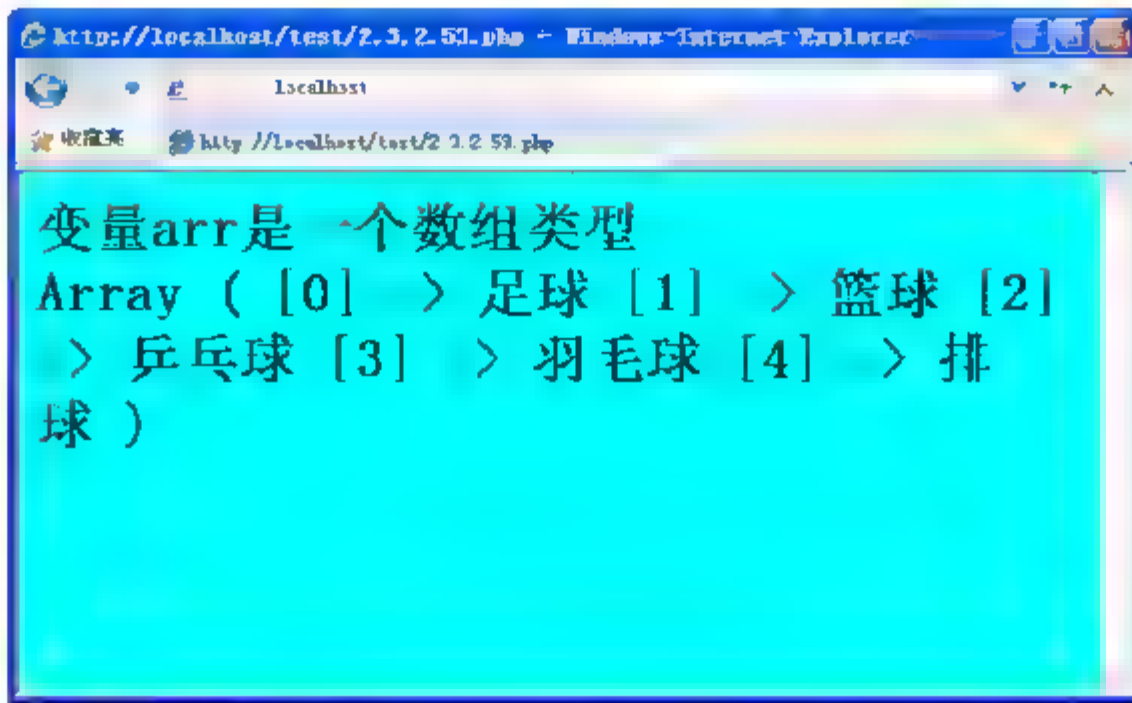 http://localhost/test/2.3.2.53.php - Windows Internet Explorer
localhost
收藏夹 http://localhost/test/2.3.2.53.php
变量arr是一个数组类型
Array ( [0] > 足球 [1] > 篮球 [2]
> 乒乓球 [3] > 羽毛球 [4] > 排
球 )